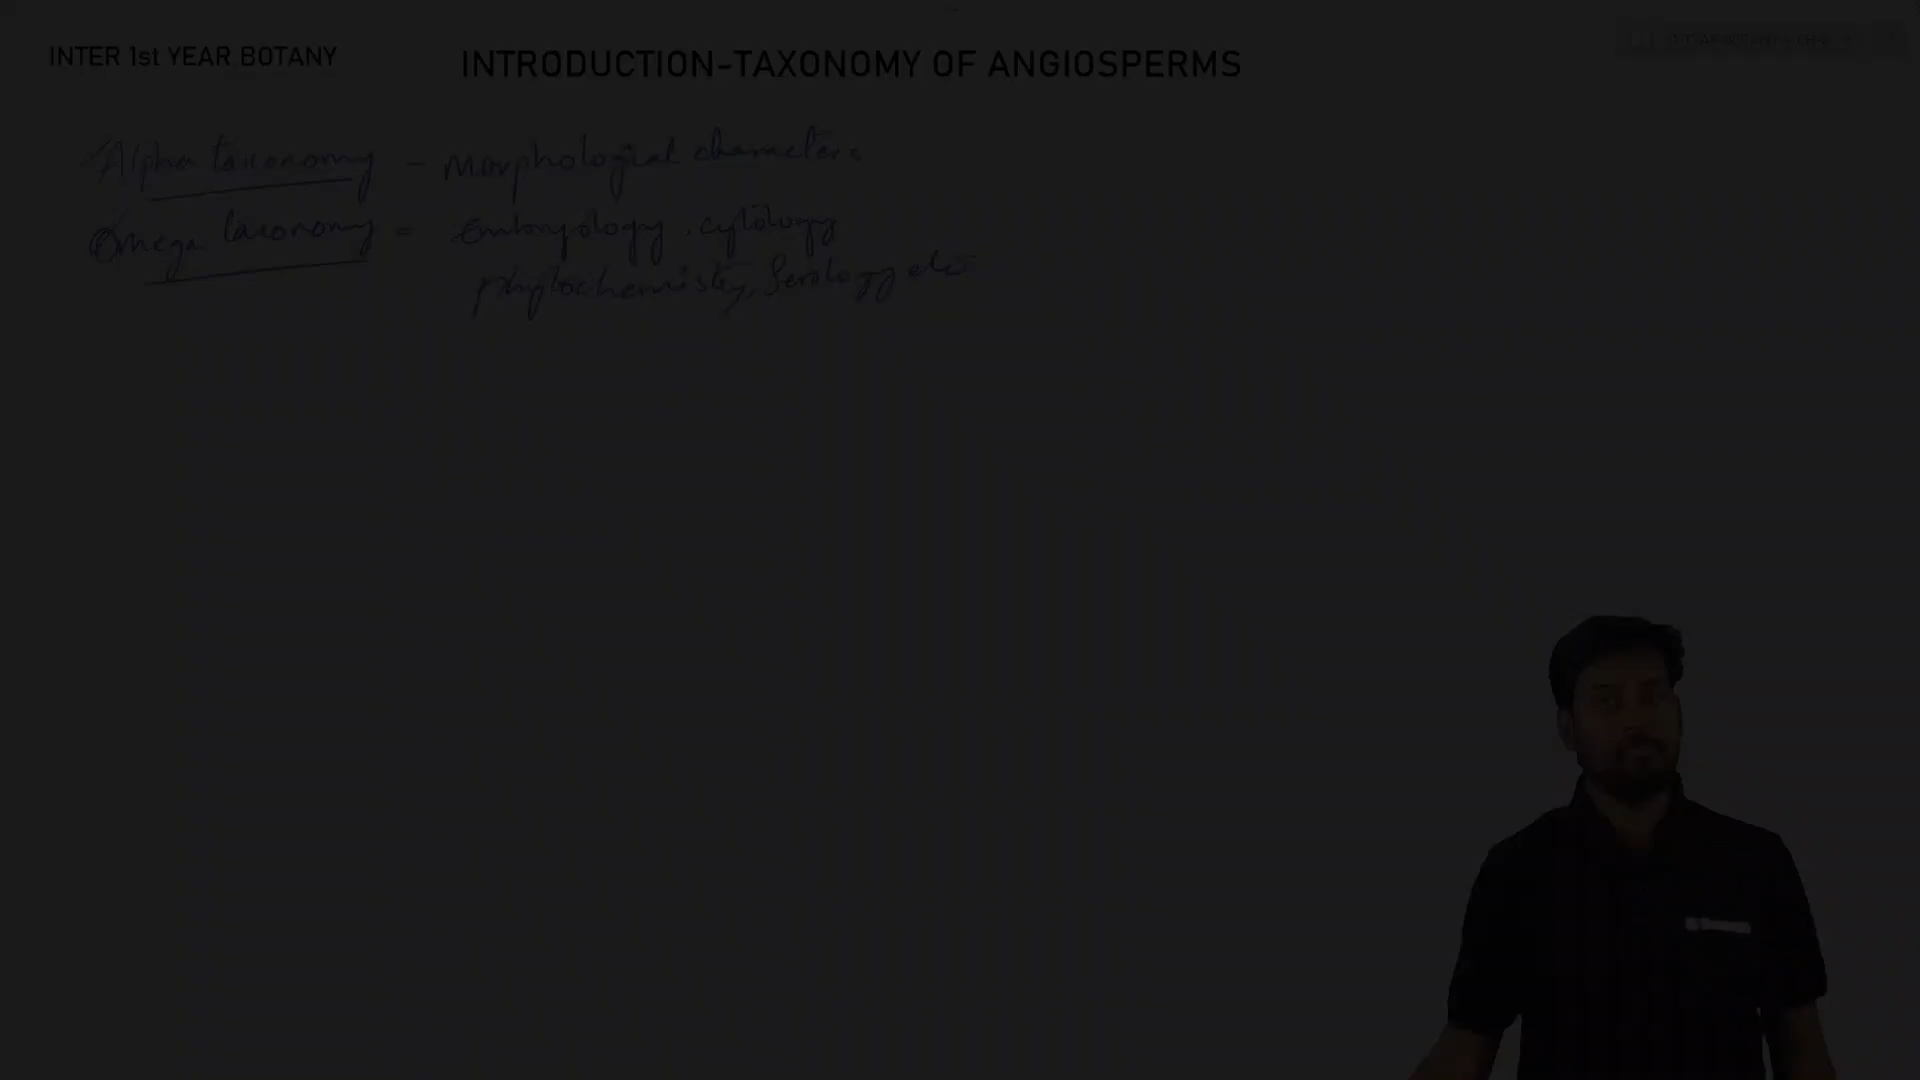 INTER 1st YEAR BOTANY
INTRODUCTION-TAXONOMY OF ANGIOSPERMS
Alpha taxonomy - Morphological characters
Omega taxonomy = Embryology, cytology
phytochemistry, Serology etc